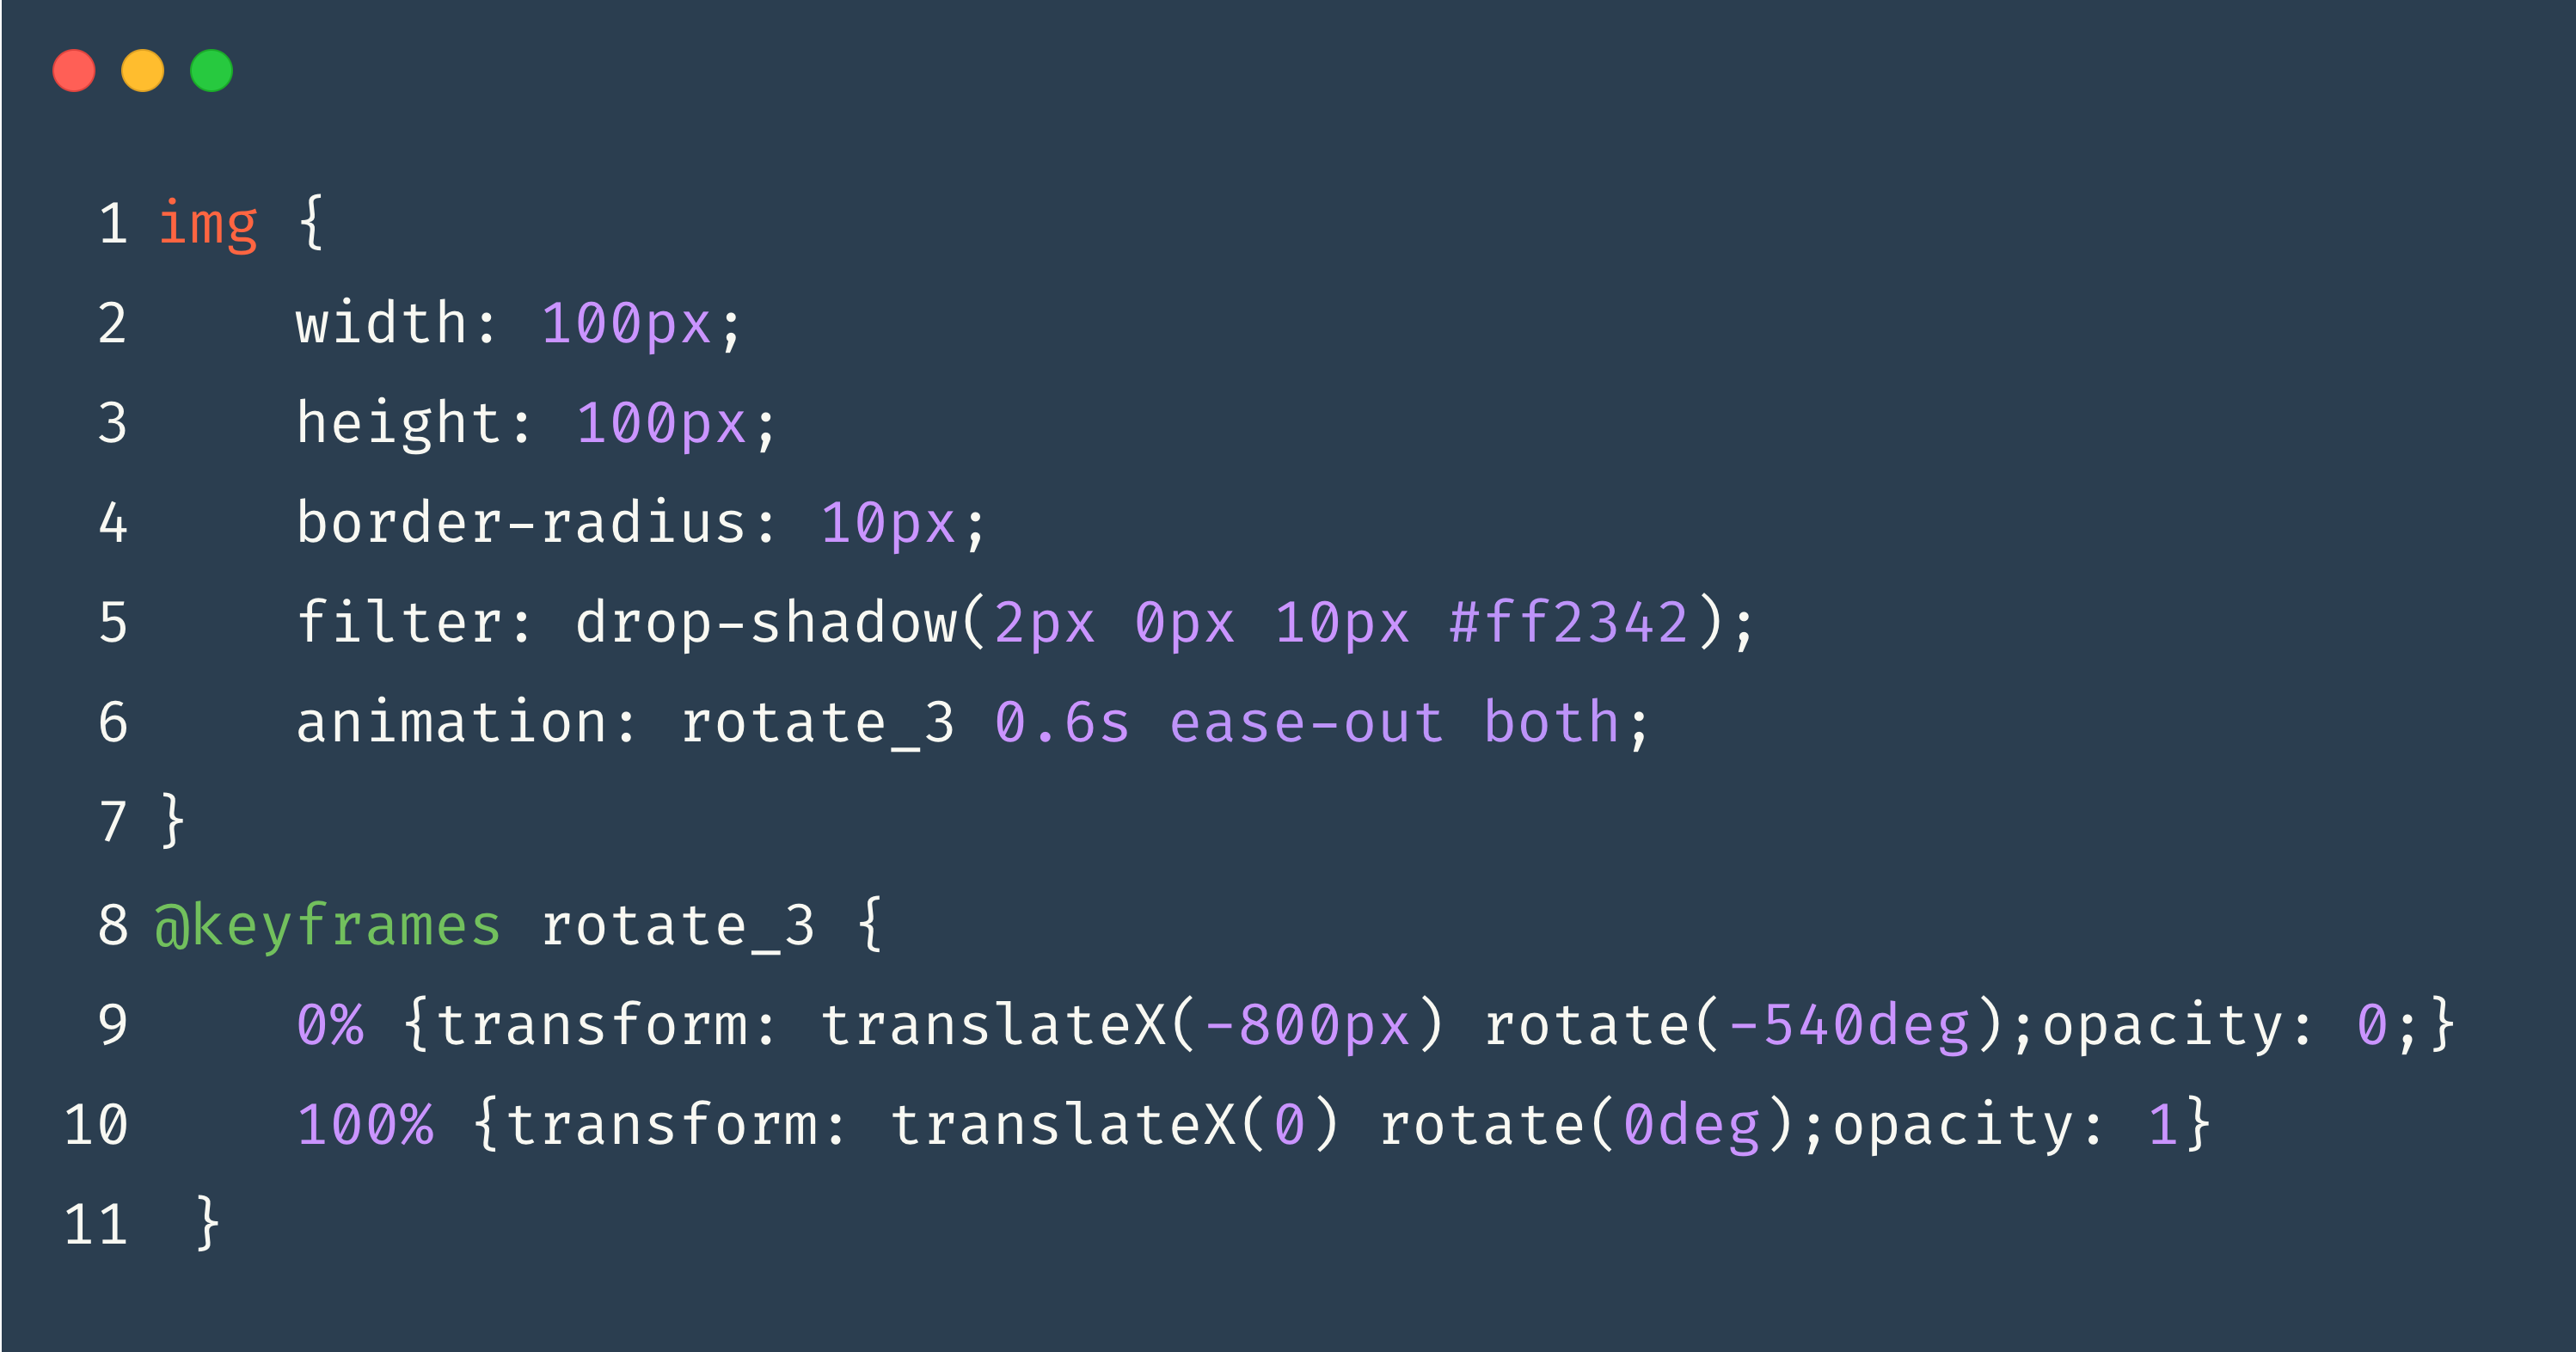 1 img {
2     width: 100px;
3     height: 100px;
4     border-radius: 10px;
5     filter: drop-shadow(2px 0px 10px #ff2342);
6     animation: rotate_3 0.6s ease-out both;
7 }
8 @keyframes rotate_3 {
9     0% {transform: translateX(-800px) rotate(-540deg);opacity: 0;}
10     100% {transform: translateX(0) rotate(0deg);opacity: 1}
11  }